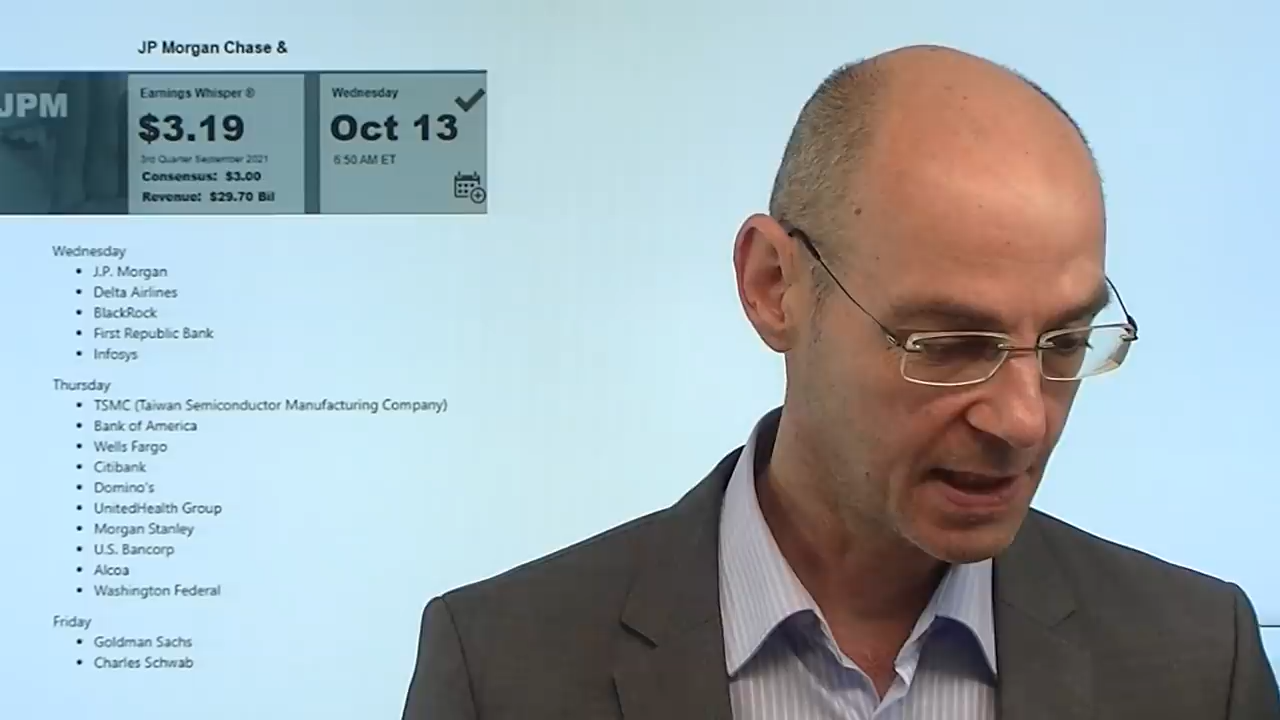 JP Morgan Chase &
JPM
Earnings Whisper ®
$3.19
3rd Quarter September 2021
Consensus: $3.00
Revenue: $29.70 Bil
Wednesday
Oct 13
6:50 AM ET
Wednesday
• J.P. Morgan
• Delta Airlines
• BlackRock
• First Republic Bank
• Infosys
Thursday
• TSMC (Taiwan Semiconductor Manufacturing Company)
• Bank of America
• Wells Fargo
• Citibank
• Domino's
• UnitedHealth Group
• Morgan Stanley
• U.S. Bancorp
• Alcoa
• Washington Federal
Friday
• Goldman Sachs
• Charles Schwab